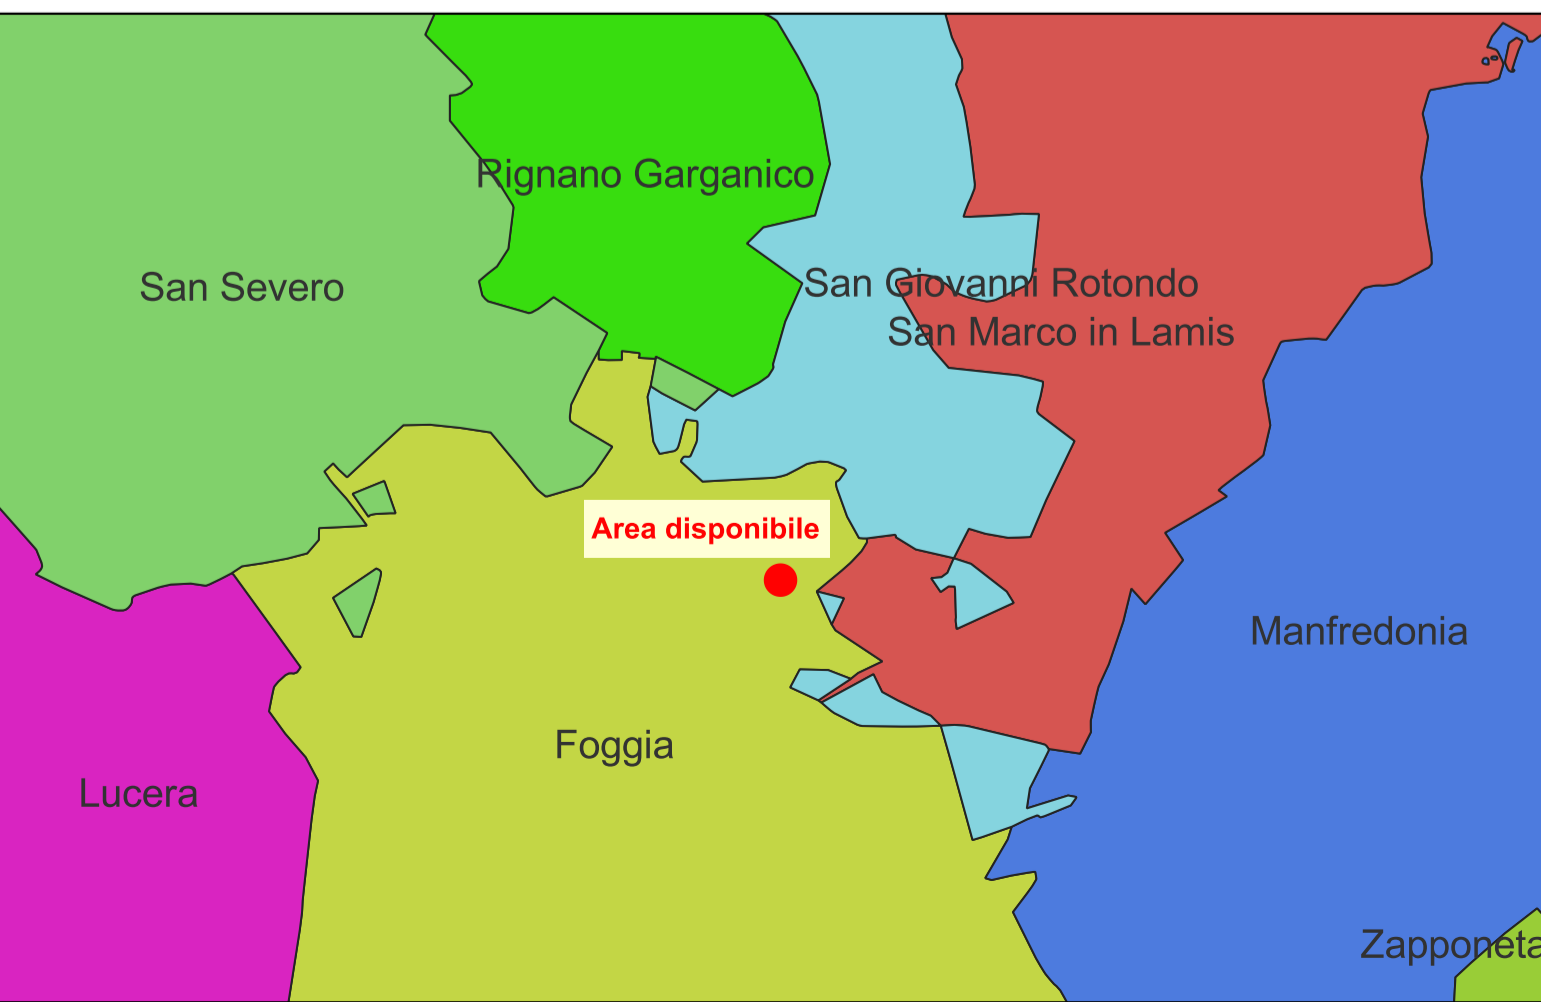 Rignano Garganico
San Severo
San Giovanni Rotondo
San Marco in Lamis
Area disponibile
Manfredonia
Foggia
Lucera
Zapponeta